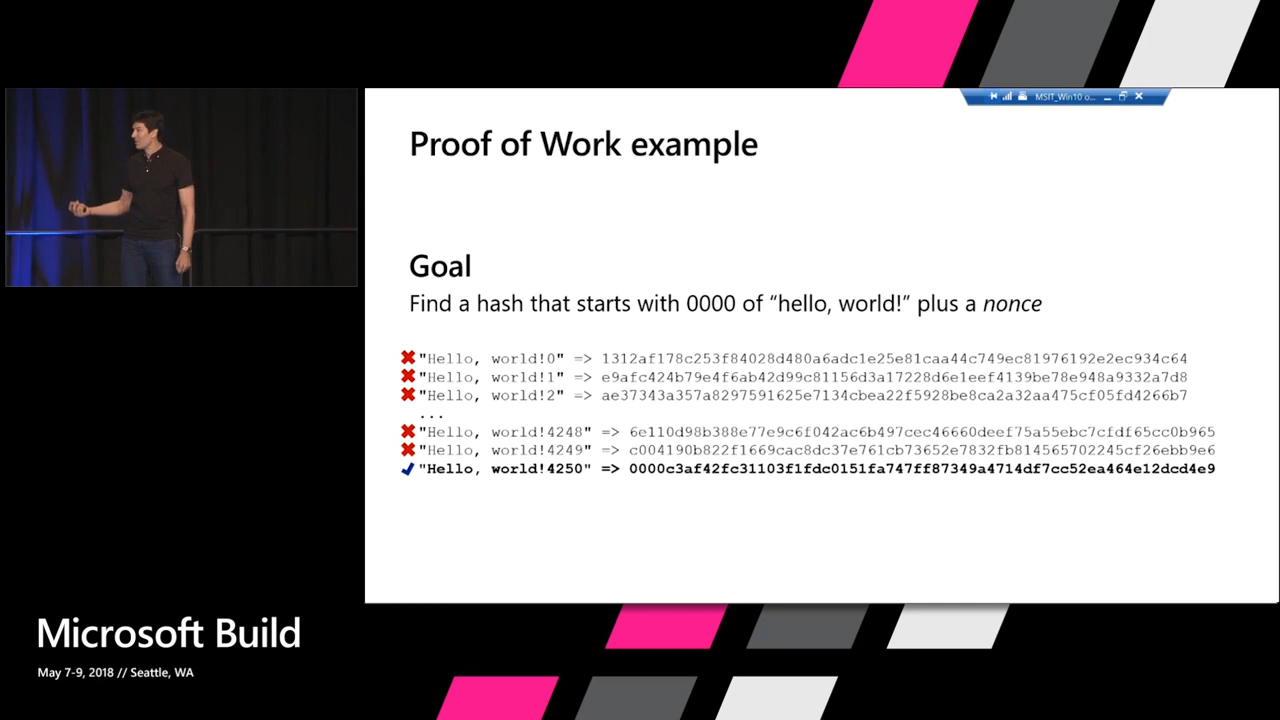 MSIT_Win10 o...
Proof of Work example
Goal
Find a hash that starts with 0000 of “hello, world!” plus a nonce
"Hello, world!0" => 1312af178c253f84028d480a6adc1e25e81caa44c749ec81976192e2ec934c64
"Hello, world!1" => e9afc424b79e4f6ab42d99c81156d3a17228d6e1eef4139be78e948a9332a7d8
"Hello, world!2" => ae37343a357a8297591625e7134cbea22f5928be8ca2a32aa475cf05fd4266b7
...
"Hello, world!4248" => 6e110d98b388e77e9c6f042ac6b497cec46660deef75a55ebc7cfdf65cc0b965
"Hello, world!4249" => c004190b822f1669cac8dc37e761cb73652e7832fb814565702245cf26ebb9e6
"Hello, world!4250" => 0000c3af42fc31103f1fdc0151fa747ff87349a4714df7cc52ea464e12dcd4e9
Microsoft Build
May 7-9, 2018 // Seattle, WA